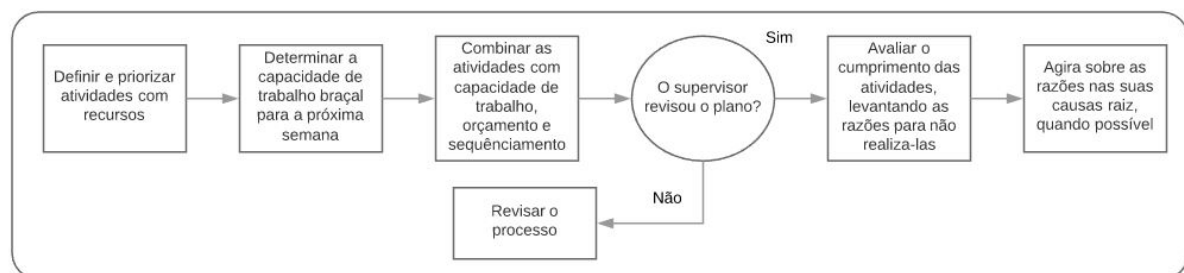 Definir e priorizar
atividades com
recursos
Determinar a
capacidade de
trabalho braçal
para a próxima
semana
Combinar as
atividades com
capacidade de
trabalho,
orçamento e
sequênciamento
O supervisor
revisou o plano?
Sim
Avaliar o
cumprimento das
atividades,
levantando as
razões para não
realiza-las
Agira sobre as
razões nas suas
causas raiz,
quando possível
Não
Revisar o
processo